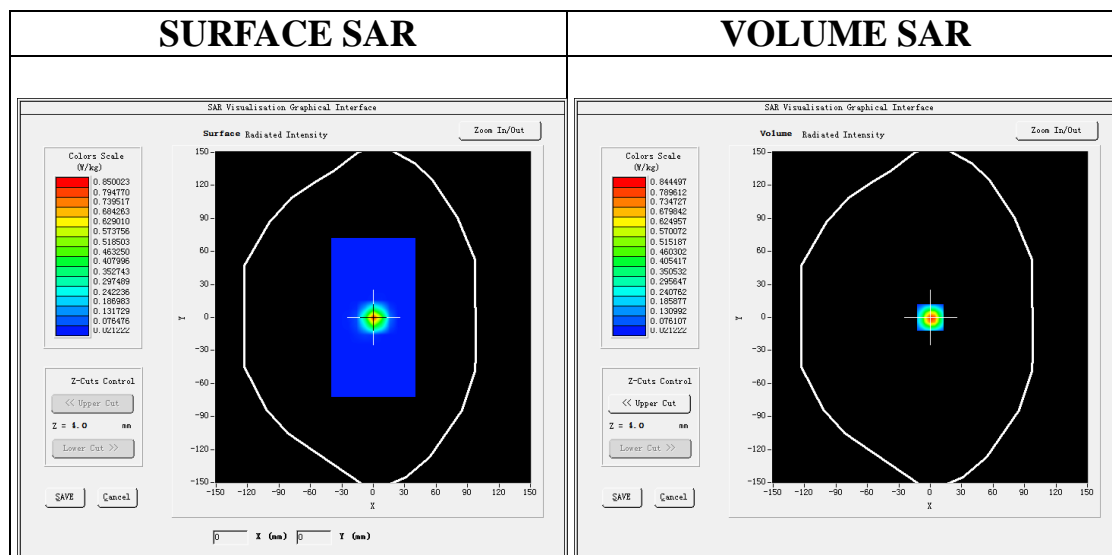 SURFACE SAR
VOLUME SAR
SAR Visualisation Graphical Interface
Surface Radiated Intensity
Zoom In/Out
Colors Scale
(W/kg)
0.850023
0.794770
0.739517
0.684263
0.629010
0.573756
0.518503
0.463250
0.407996
0.352743
0.297489
0.242236
0.186983
0.131729
0.076476
0.021222
Z-Cuts Control
<< Upper Cut
Z = 4.0 mm
Lower Cut >>
SAVE
Cancel
150
120
90
60
30
0
-30
-60
-90
-120
-150
Y
-150 -120 -90 -60 -30 0 30 60 90 120 150
X
0 X (mm) 0 Y (mm)
SAR Visualisation Graphical Interface
Volume Radiated Intensity
Zoom In/Out
Colors Scale
(W/kg)
0.844497
0.789612
0.734727
0.679842
0.624957
0.570072
0.515187
0.460302
0.405417
0.350532
0.295647
0.240762
0.185877
0.130992
0.076107
0.021222
Z-Cuts Control
<< Upper Cut
Z = 4.0 mm
Lower Cut >>
SAVE
Cancel
150
120
90
60
30
0
-30
-60
-90
-120
-150
Y
-150 -120 -90 -60 -30 0 30 60 90 120 150
X